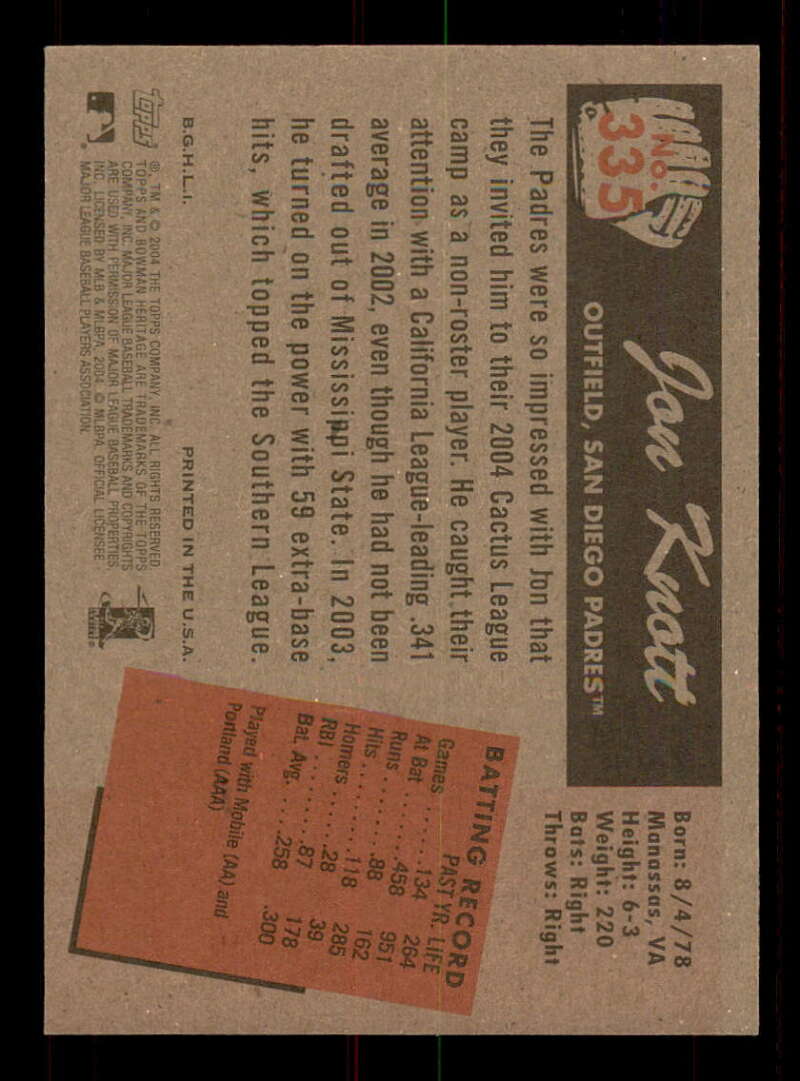 No.
335
Jon Knott
OUTFIELD, SAN DIEGO PADRES™
Born: 8/4/78
Manassas, VA
Height: 6-3
Weight: 220
Bats: Right
Throws: Right
The Padres were so impressed with Jon that
they invited him to their 2004 Cactus League
camp as a non-roster player. He caught their
attention with a California League-leading .341
average in 2002, even though he had not been
drafted out of Mississippi State. In 2003,
he turned on the power with 59 extra-base
hits, which topped the Southern League.
BATTING RECORD
PAST YR. LIFE
Games ......134 264
At Bat .......458 951
Runs ........88 162
Hits ........118 285
Homers .......28 39
RBI ........87 178
Bat. Avg. ....258 .300
Played with Mobile (AA) and
Portland (AAA)
B.G.H.L.I. PRINTED IN THE U.S.A.
Topps
®, TM & © 2004 THE TOPPS COMPANY, INC. ALL RIGHTS RESERVED
TOPPS AND BOWMAN HERITAGE ARE TRADEMARKS OF THE TOPPS
COMPANY, INC. MAJOR LEAGUE BASEBALL TRADEMARKS AND COPYRIGHTS
ARE USED WITH PERMISSION OF MAJOR LEAGUE BASEBALL PROPERTIES,
INC. LICENSED BY MLB & MLBPA, 2004. © MLBPA OFFICIAL LICENSEE-
MAJOR LEAGUE BASEBALL PLAYERS ASSOCIATION.